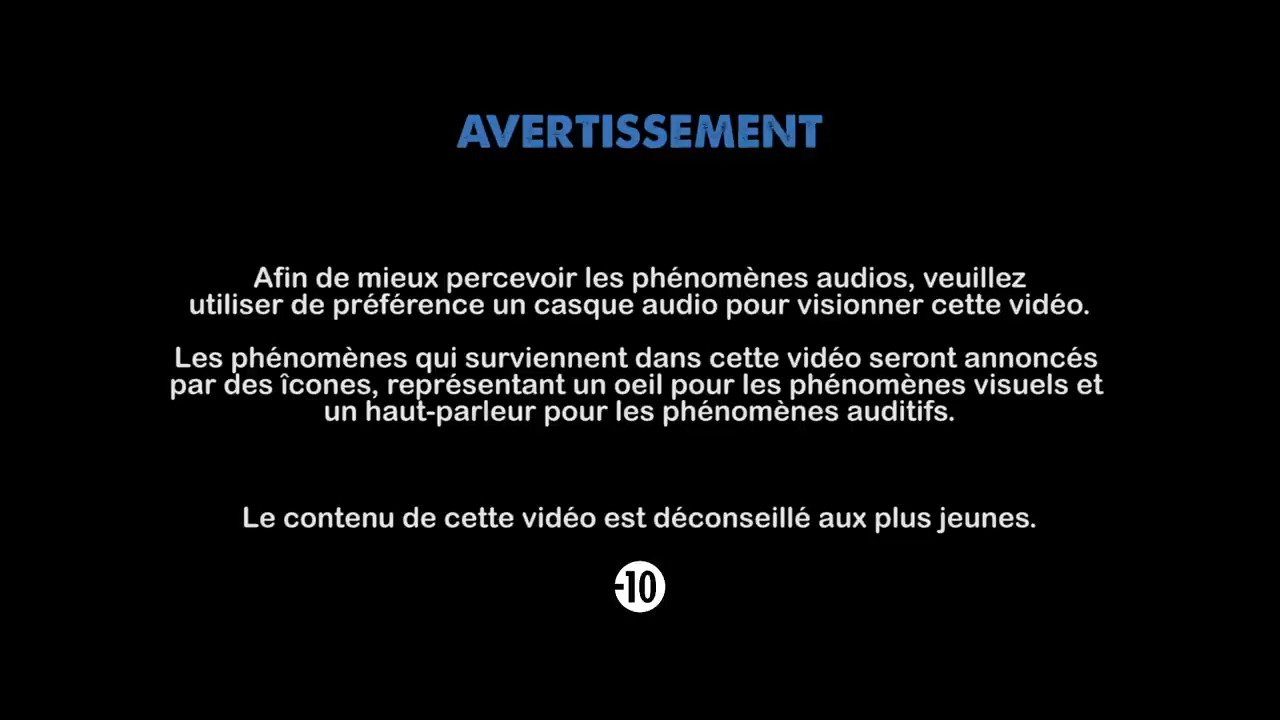 AVERTISSEMENT
Afin de mieux percevoir les phénomènes audios, veuillez
utiliser de préférence un casque audio pour visionner cette vidéo.
Les phénomènes qui surviennent dans cette vidéo seront annoncés
par des îcones, représentant un oeil pour les phénomènes visuels et
un haut-parleur pour les phénomènes auditifs.
Le contenu de cette vidéo est déconseillé aux plus jeunes.
-10